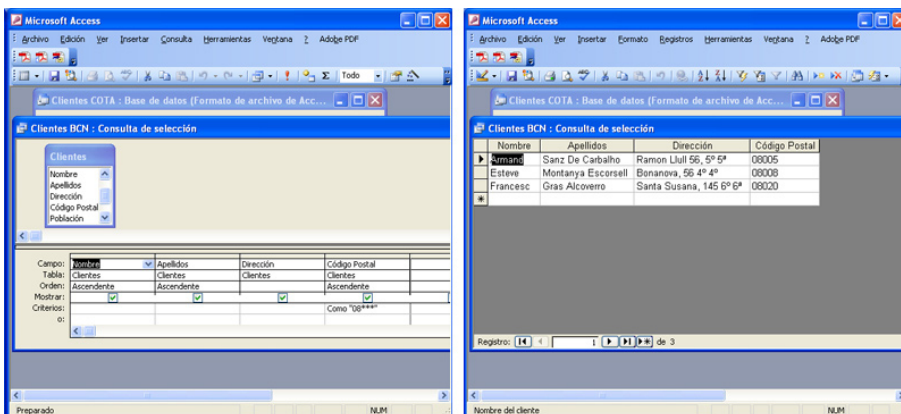 Microsoft Access
Archivo Edición Ver Insertar Consulta Herramientas Ventana ? Adobe PDF
Todo
Clientes COTA : Base de datos (Formato de archivo de Acc...
Clientes BCN : Consulta de selección
Clientes
Nombre
Apellidos
Dirección
Código Postal
Población
Campo: Nombre Apellidos Dirección Código Postal
Tabla: Clientes Clientes Clientes Clientes
Orden: Ascendente Ascendente Ascendente
Mostrar:
Criterios: Como "08***"
o:
Preparado NUM
Microsoft Access
Archivo Edición Ver Insertar Formato Registros Herramientas Ventana ? Adobe PDF
Clientes COTA : Base de datos (Formato de archivo de Acc...
Clientes BCN : Consulta de selección
Nombre Apellidos Dirección Código Postal
Armand Sanz De Carbalho Ramon Llull 56, 5º 5ª 08005
Esteve Montanya Escorsell Bonanova, 56 4º 4º 08008
Francesc Gras Alcoverro Santa Susana, 145 6º 6ª 08020
Registro: 1 de 3
Nombre del cliente NUM